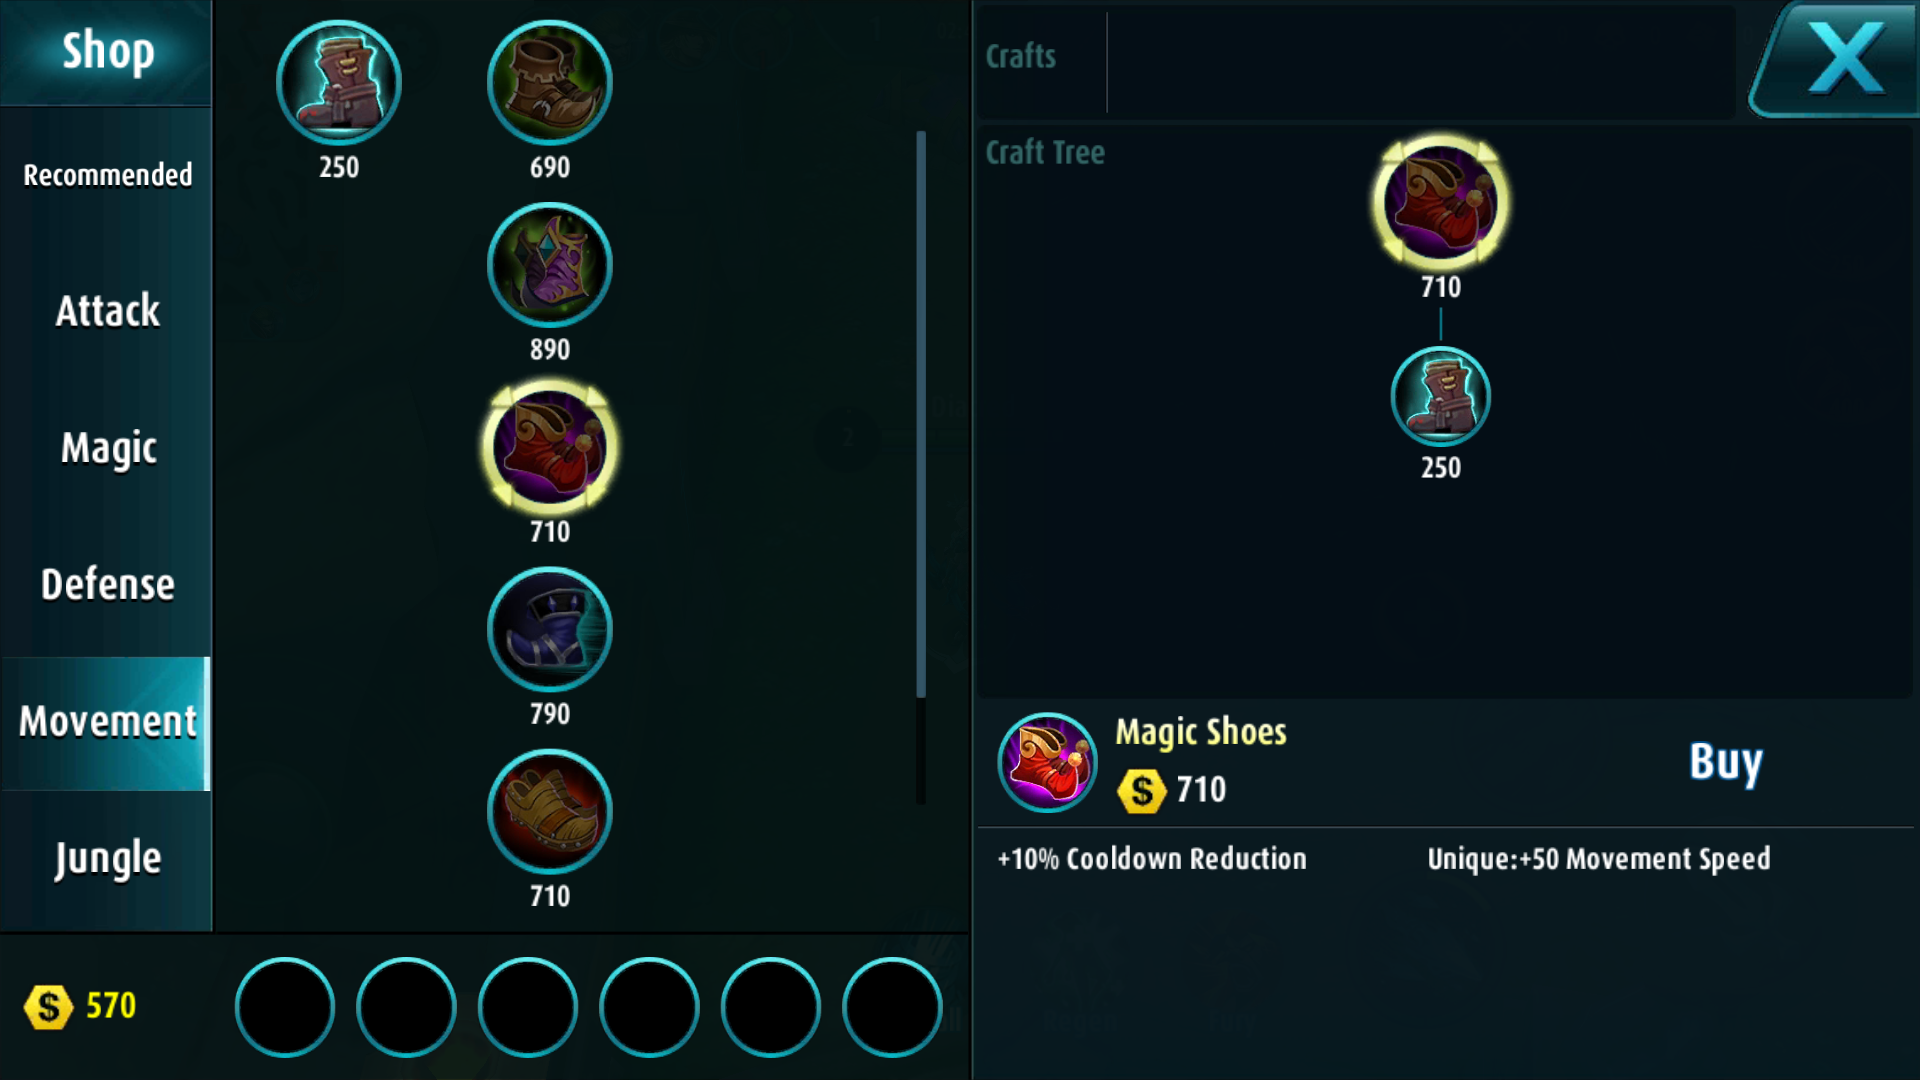 Shop
Recommended
Attack
Magic
Defense
Movement
Jungle
250
690
890
710
790
710
$ 570
Crafts
X
Craft Tree
710
250
Magic Shoes
$ 710
Buy
+10% Cooldown Reduction
Unique:+50 Movement Speed